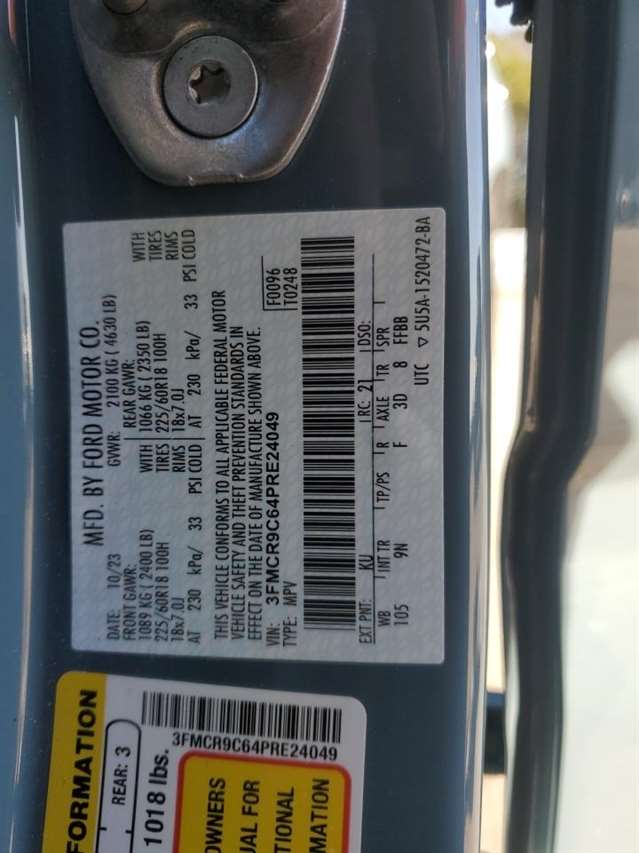 MFD. BY FORD MOTOR CO.
DATE: 10/23 GVWR: 2100 KG ( 4630 LB)
FRONT GAWR: REAR GAWR:
1089 KG ( 2400 LB) WITH 1066 KG ( 2350 LB) WITH
225/60R18 100H TIRES 225/60R18 100H TIRES
18x7.0J RIMS 18x7.0J RIMS
AT 230 kPa/ 33 PSI COLD AT 230 kPa/ 33 PSI COLD
THIS VEHICLE CONFORMS TO ALL APPLICABLE FEDERAL MOTOR
VEHICLE SAFETY AND THEFT PREVENTION STANDARDS IN
EFFECT ON THE DATE OF MANUFACTURE SHOWN ABOVE.
VIN: 3FMCR9C64PRE24049 F0096
TYPE: MPV T0248
EXT PNT: KU RC: 21 DSO:
WB INT TR TP/PS R AXLE TR SPR
105 9N F 3D 8 FFBB
UTC ▽ 5U5A-1520472-BA
FORMATION
REAR: 3
1018 lbs.
3FMCR9C64PRE24049
OWNERS
UAL FOR
TIONAL
MATION